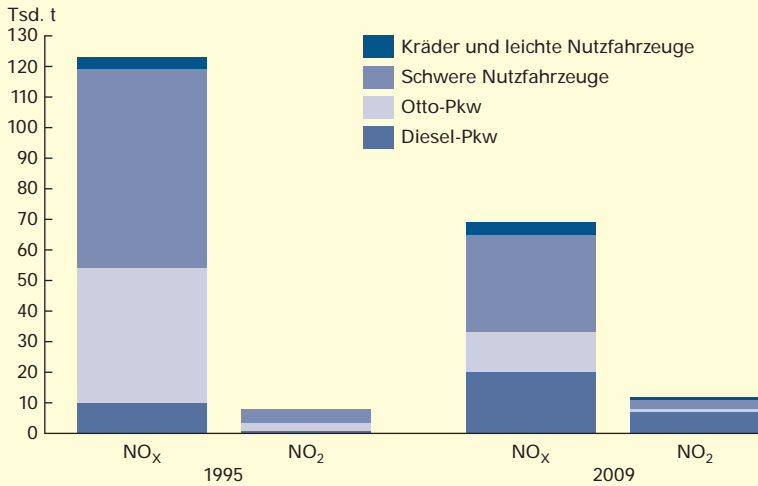 Tsd. t
130
120
110
100
90
80
70
60
50
40
30
20
10
0
Kräder und leichte Nutzfahrzeuge
Schwere Nutzfahrzeuge
Otto-Pkw
Diesel-Pkw
NOX NO2 NOX NO2
1995 2009